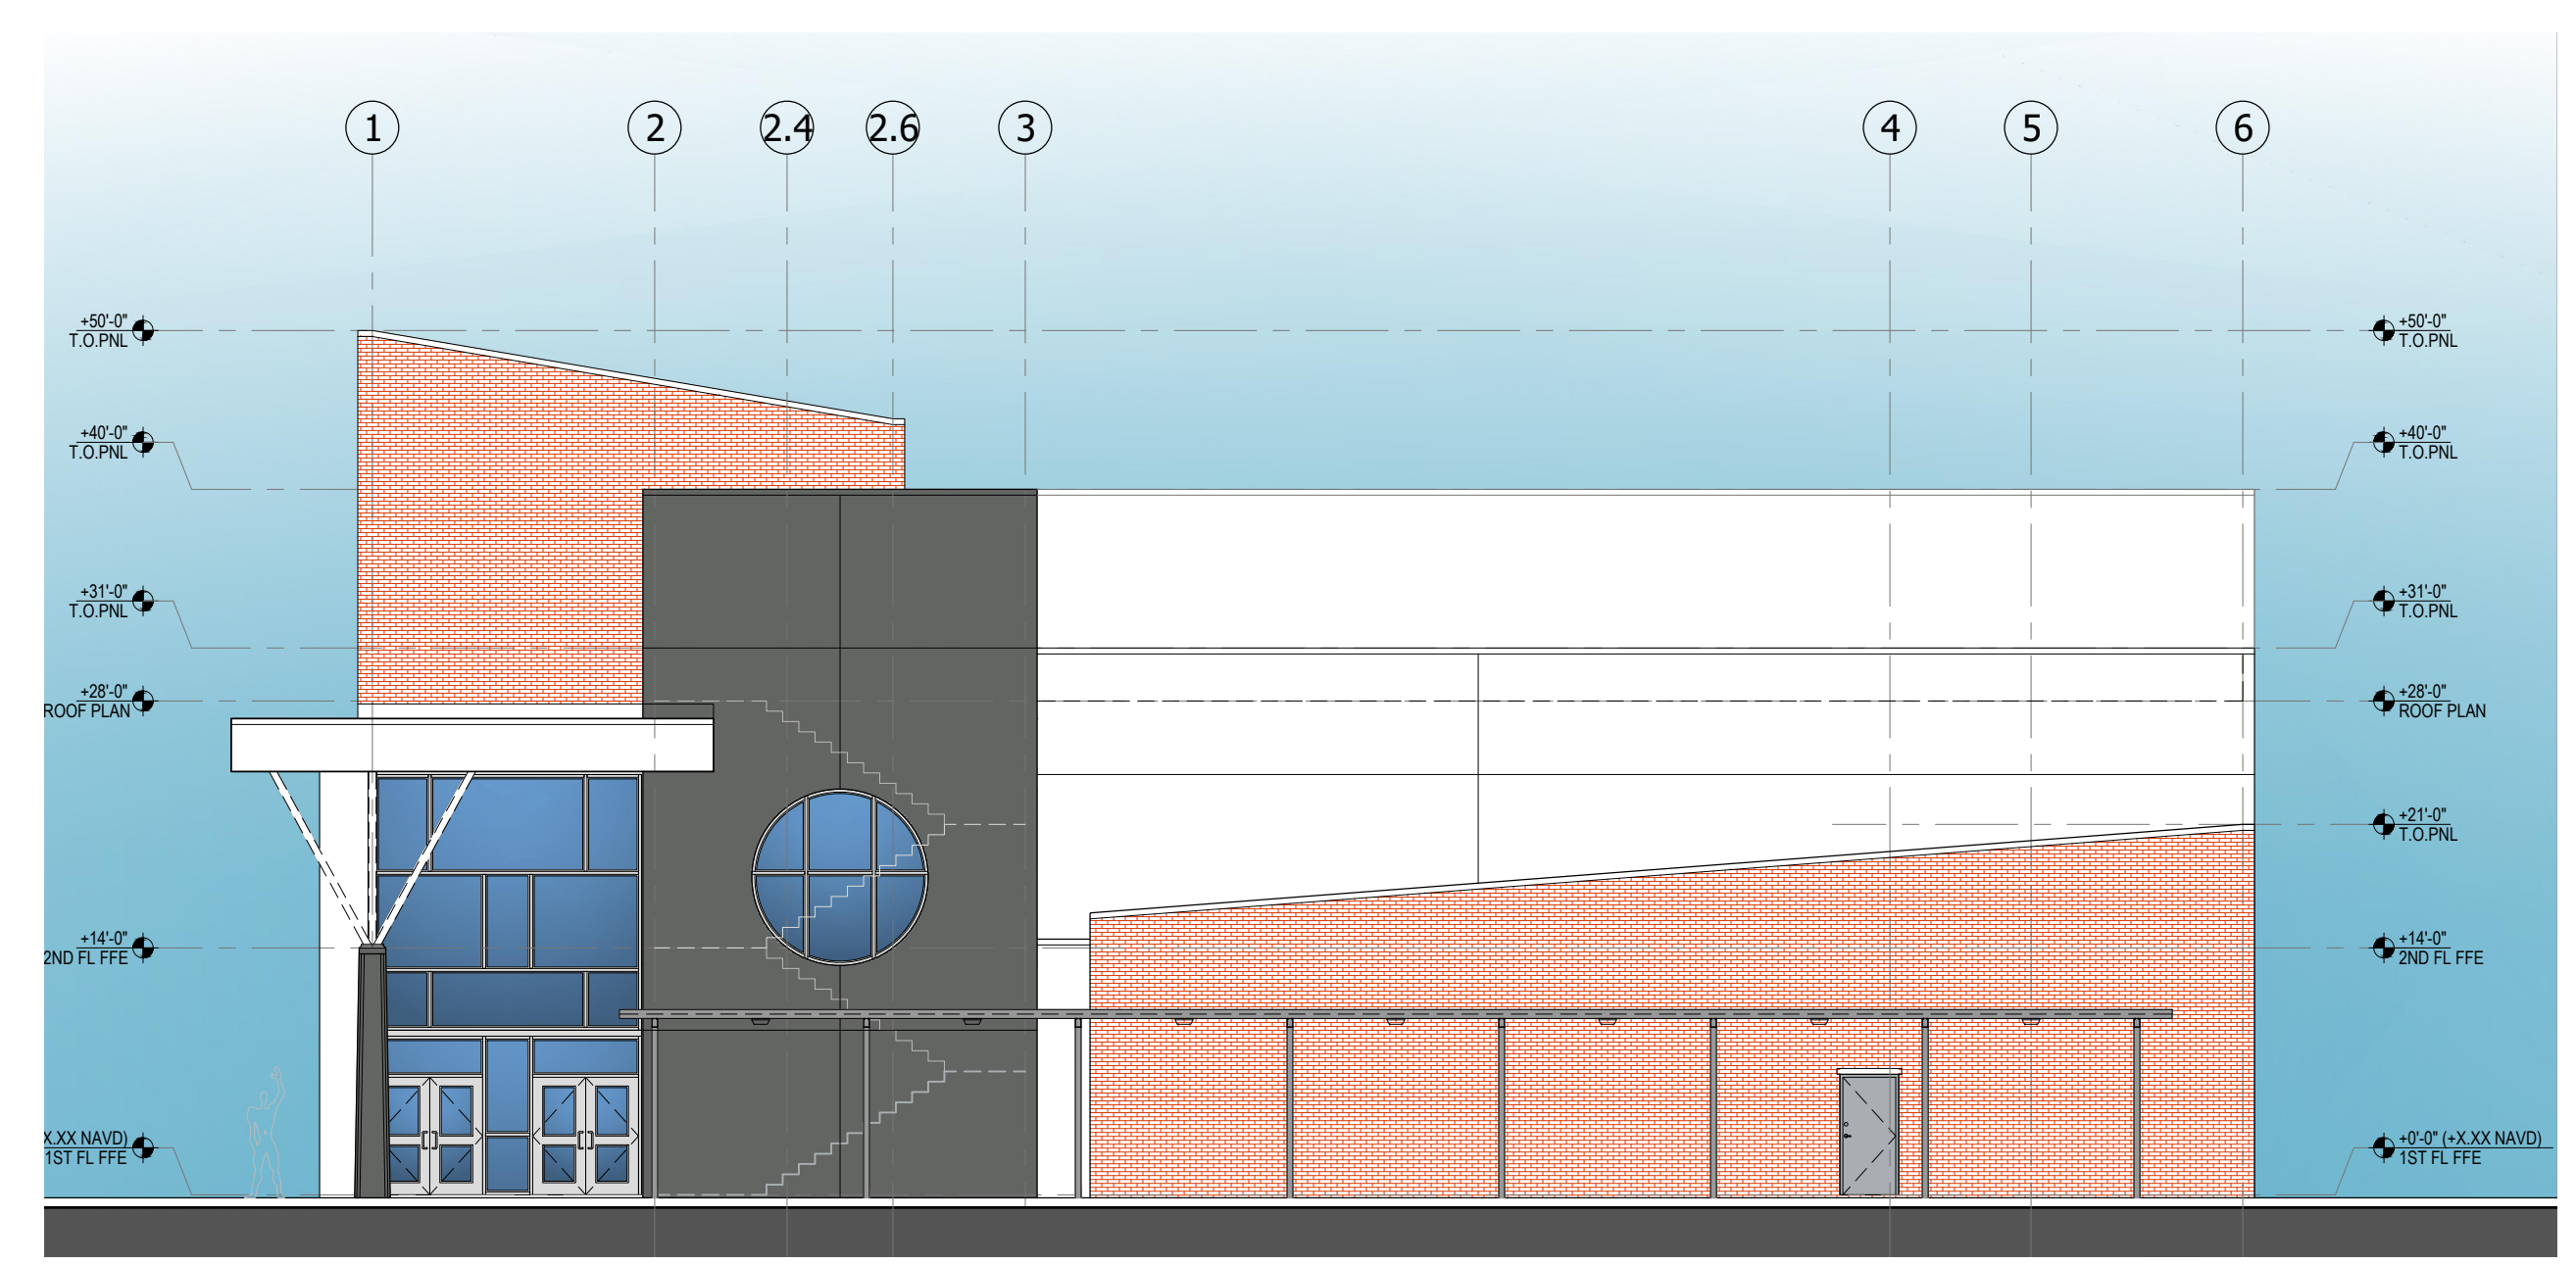 1 2 2.4 2.6 3 4 5 6
+50'-0"
T.O.PNL
+40'-0"
T.O.PNL
+31'-0"
T.O.PNL
+28'-0"
ROOF PLAN
+14'-0"
2ND FL FFE
X.XX NAVD)
1ST FL FFE
+50'-0"
T.O.PNL
+40'-0"
T.O.PNL
+31'-0"
T.O.PNL
+28'-0"
ROOF PLAN
+21'-0"
T.O.PNL
+14'-0"
2ND FL FFE
+0'-0" (+X.XX NAVD)
1ST FL FFE